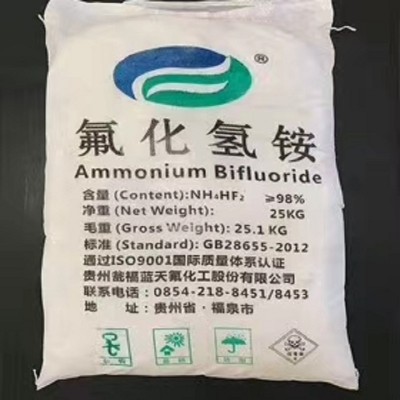 ®
氟化氢铵
Ammonium Bifluoride
含量 (Content):NH₄HF₂ ≥98%
净重 (Net Weight): 25KG
毛重 (Gross Weight): 25.1 KG
标准 (Standard): GB28655-2012
通过ISO9001国际质量体系认证
贵州瓮福蓝天氟化工股份有限公司
联系电话：0854-218-8451/8453
地 址：贵州省·福泉市